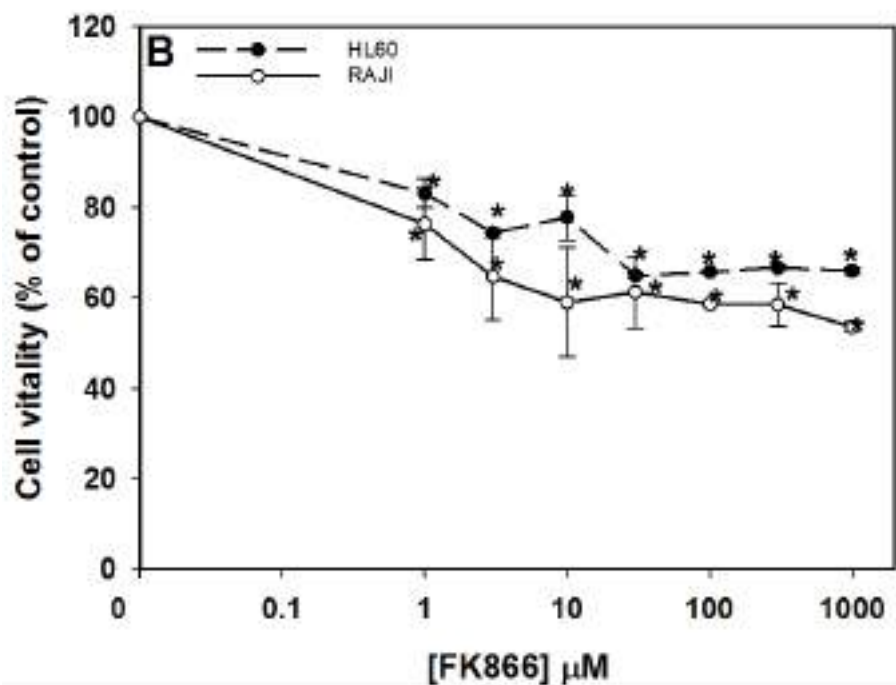 B
HL60
RAJI
Cell vitality (% of control)
120
100
80
60
40
20
0
0 0.1 1 10 100 1000
[FK866] µM
* * * * * * *
* * * * * * *